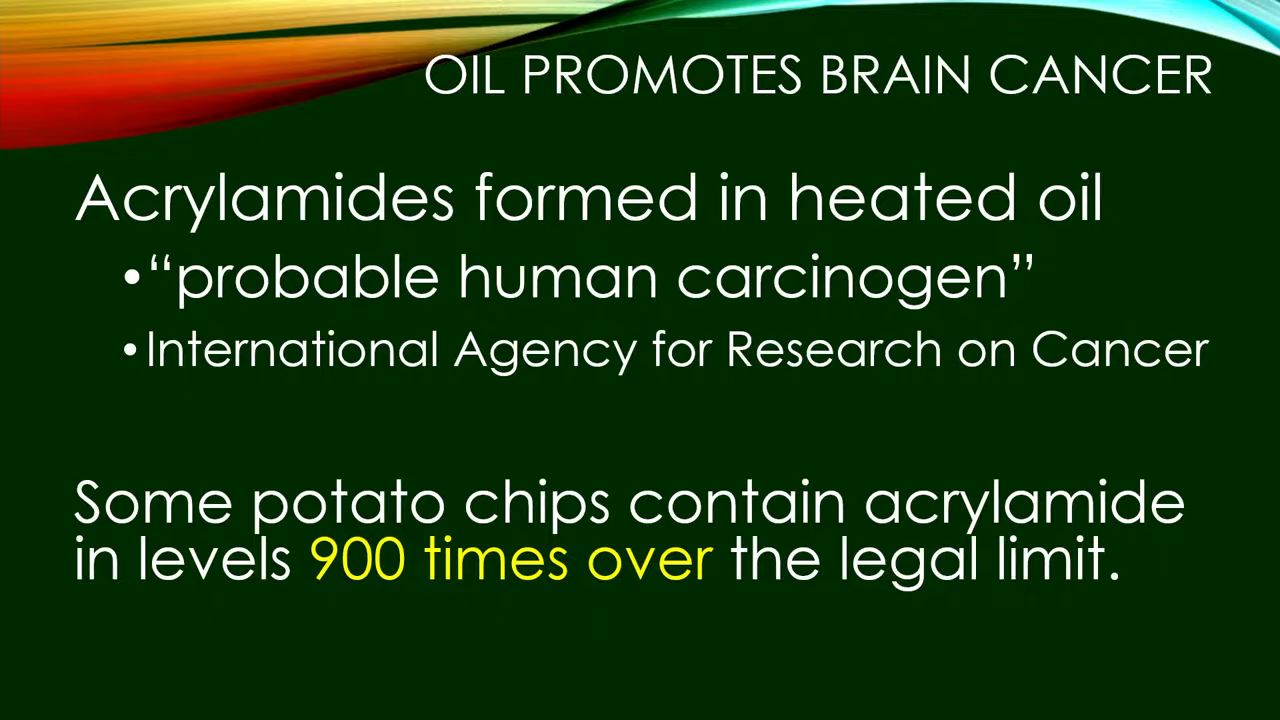 OIL PROMOTES BRAIN CANCER
Acrylamides formed in heated oil
•“probable human carcinogen”
•International Agency for Research on Cancer
Some potato chips contain acrylamide
in levels 900 times over the legal limit.